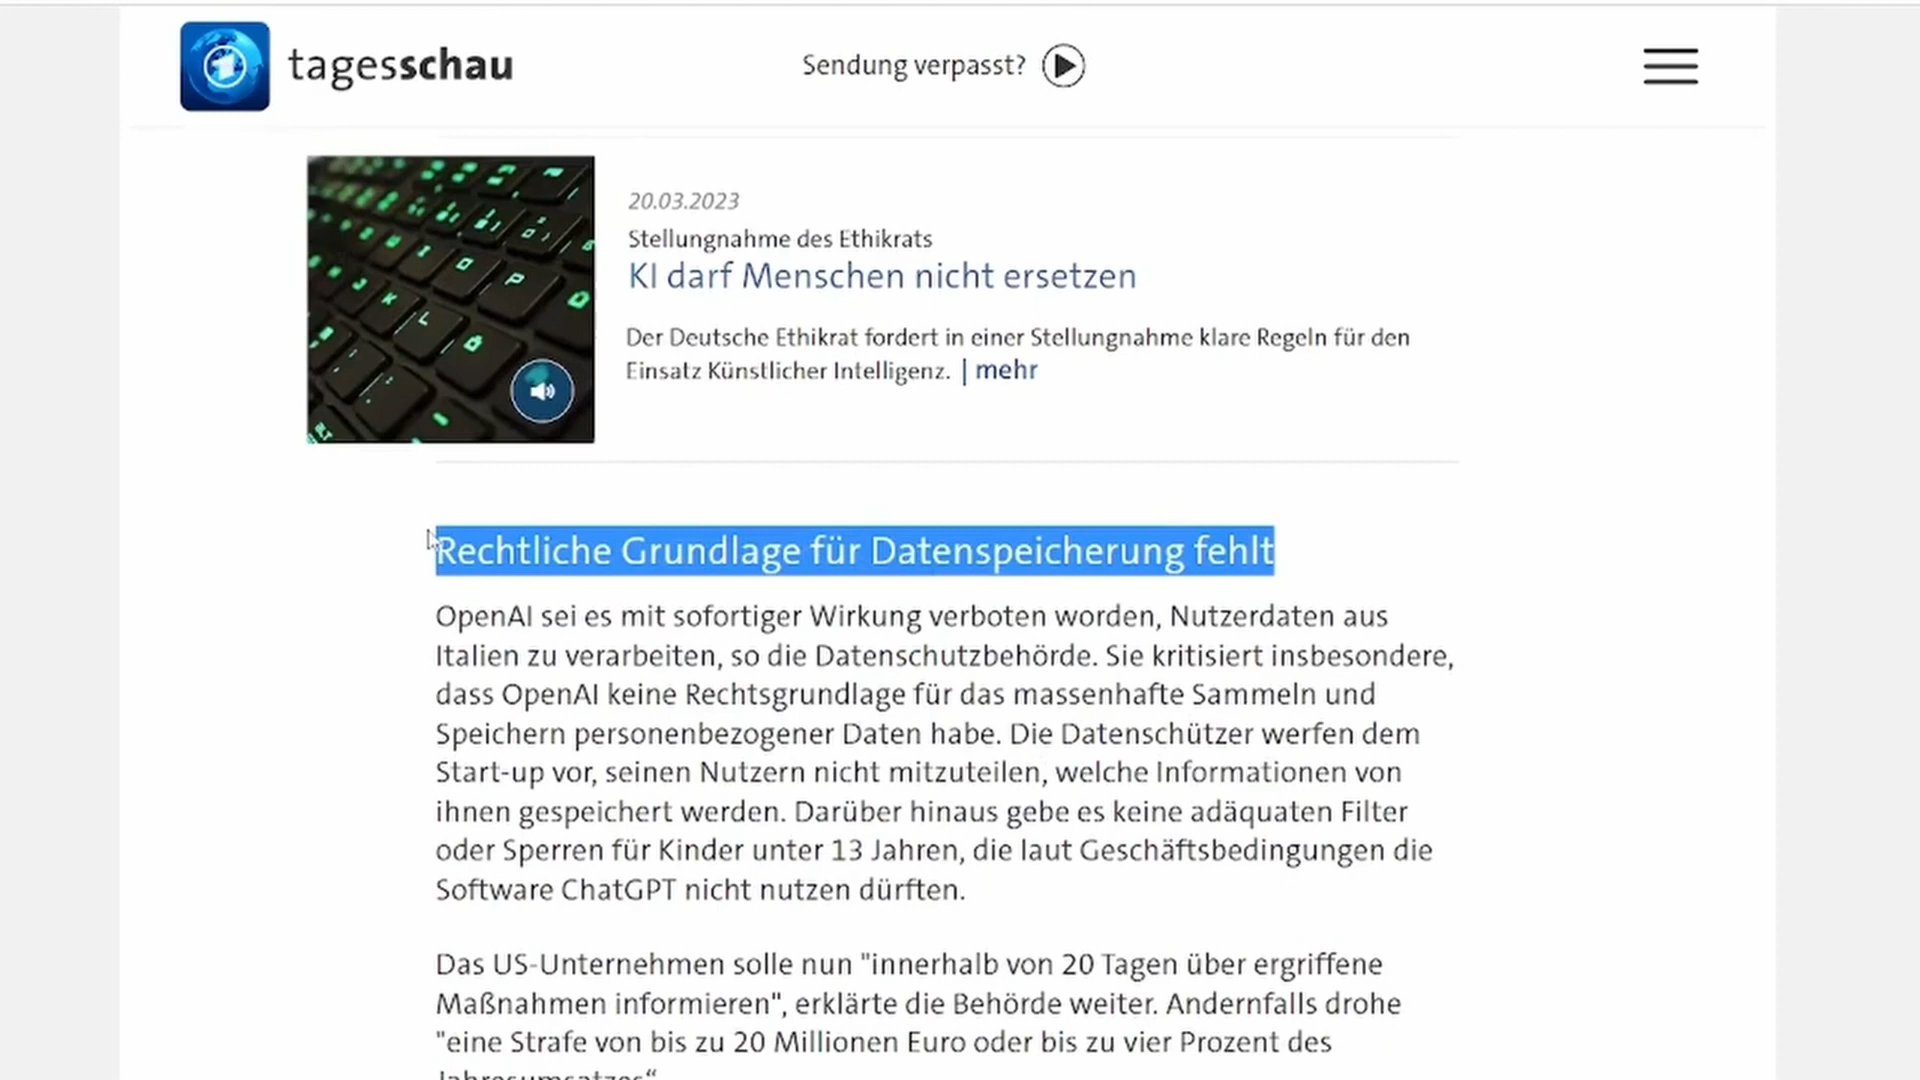 tagesschau
Sendung verpasst?
20.03.2023
Stellungnahme des Ethikrats
KI darf Menschen nicht ersetzen
Der Deutsche Ethikrat fordert in einer Stellungnahme klare Regeln für den
Einsatz Künstlicher Intelligenz. | mehr
Rechtliche Grundlage für Datenspeicherung fehlt
OpenAI sei es mit sofortiger Wirkung verboten worden, Nutzerdaten aus
Italien zu verarbeiten, so die Datenschutzbehörde. Sie kritisiert insbesondere,
dass OpenAI keine Rechtsgrundlage für das massenhafte Sammeln und
Speichern personenbezogener Daten habe. Die Datenschützer werfen dem
Start-up vor, seinen Nutzern nicht mitzuteilen, welche Informationen von
ihnen gespeichert werden. Darüber hinaus gebe es keine adäquaten Filter
oder Sperren für Kinder unter 13 Jahren, die laut Geschäftsbedingungen die
Software ChatGPT nicht nutzen dürften.
Das US-Unternehmen solle nun "innerhalb von 20 Tagen über ergriffene
Maßnahmen informieren", erklärte die Behörde weiter. Andernfalls drohe
"eine Strafe von bis zu 20 Millionen Euro oder bis zu vier Prozent des
Jahresumsatzes“